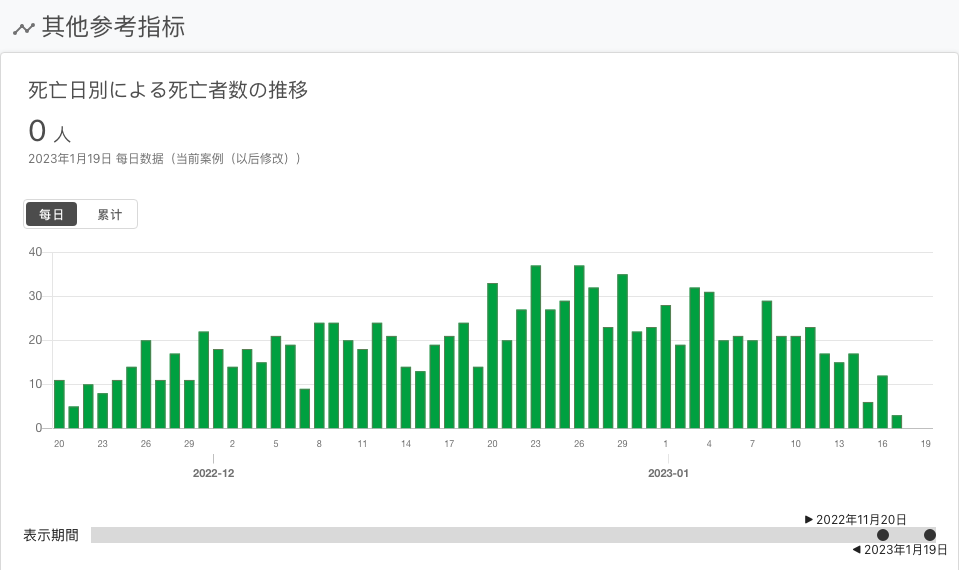 其他参考指标
死亡日別による死亡者数の推移
0 人
2023年1月19日 每日数据（当前案例（以后修改））
每日 累计
40
30
20
10
0
20 23 26 29 2 5 8 11 14 17 20 23 26 29 1 4 7 10 13 16 19
2022-12 2023-01
▶ 2022年11月20日
表示期間
◀ 2023年1月19日